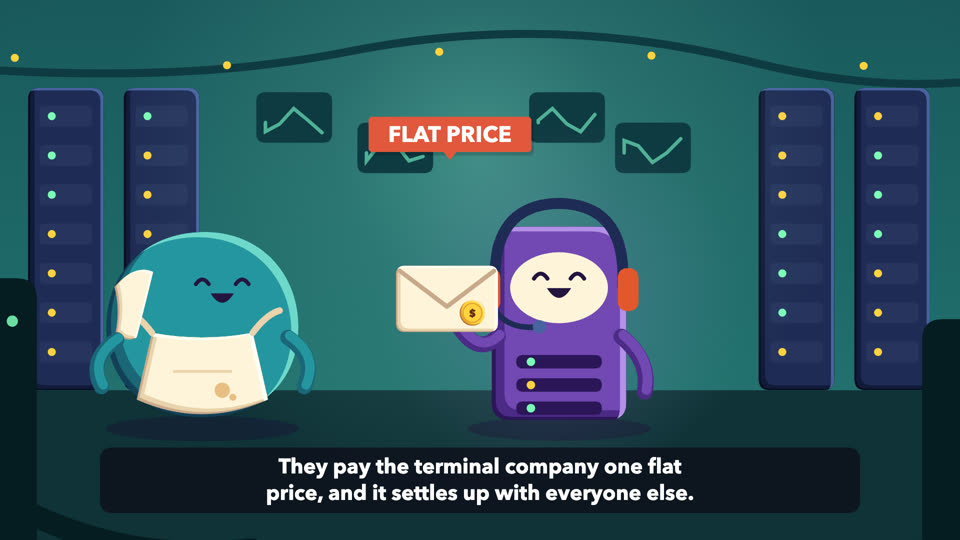 FLAT PRICE
$
They pay the terminal company one flat
price, and it settles up with everyone else.